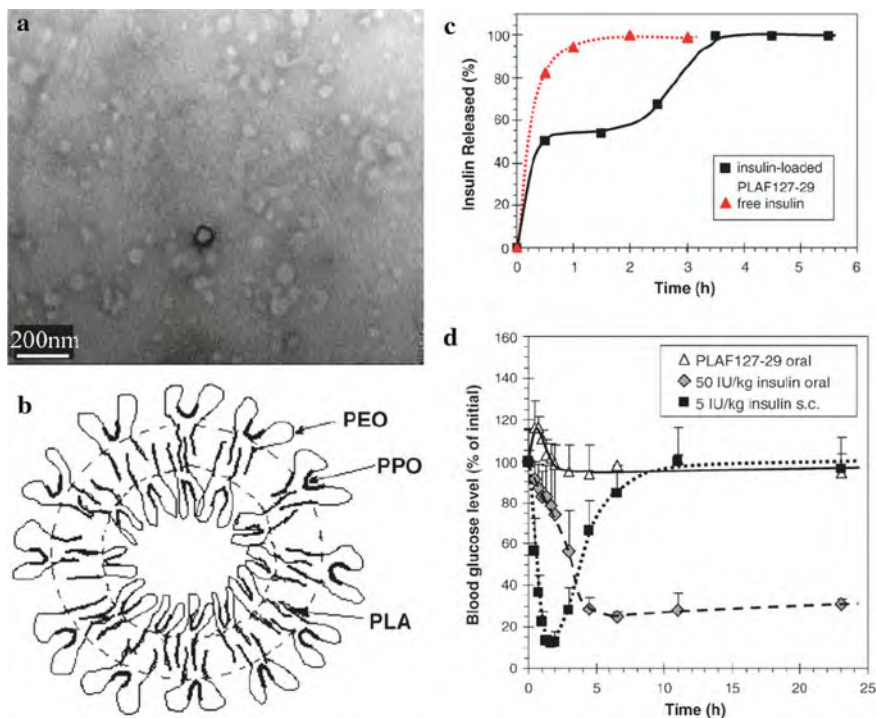 a
200nm
b
PEO
PPO
PLA
c
Insulin Released (%)
100
80
60
40
20
0
0 1 2 3 4 5 6
Time (h)
insulin-loaded
PLAF127-29
free insulin
d
Blood glucose level (% of initial)
160
140
120
100
80
60
40
20
0
0 5 10 15 20 25
Time (h)
PLAF127-29 oral
50 IU/kg insulin oral
5 IU/kg insulin s.c.